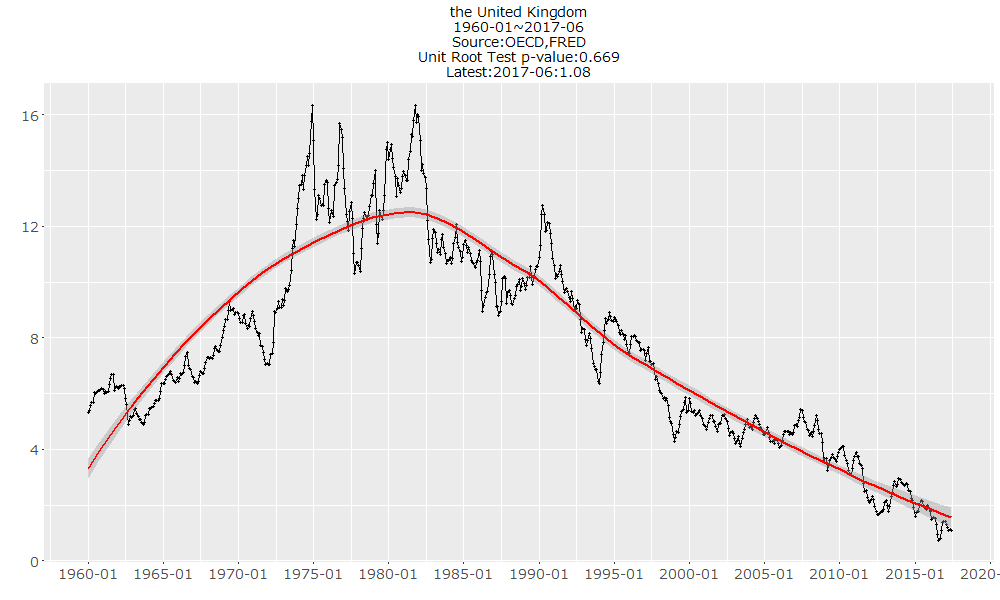 the United Kingdom
1960-01~2017-06
Source:OECD,FRED
Unit Root Test p-value:0.669
Latest:2017-06:1.08
16
12
8
4
0
1960-01 1965-01 1970-01 1975-01 1980-01 1985-01 1990-01 1995-01 2000-01 2005-01 2010-01 2015-01 2020-